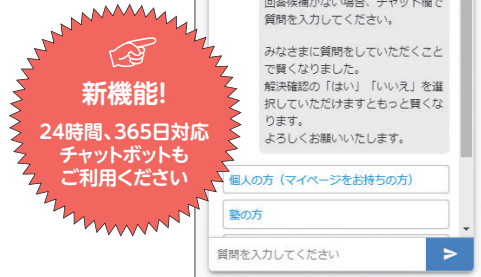 新機能!
24時間、365日対応
チャットボットも
ご利用ください
回答候補がない場合、チャット欄で
質問を入力してください。
みなさまに質問をしていただくこと
で賢くなりました。
解決確認の「はい」「いいえ」を選
択していただけますともっと賢くな
ります。
よろしくお願いいたします。
個人の方（マイページをお持ちの方）
塾の方
質問を入力してください